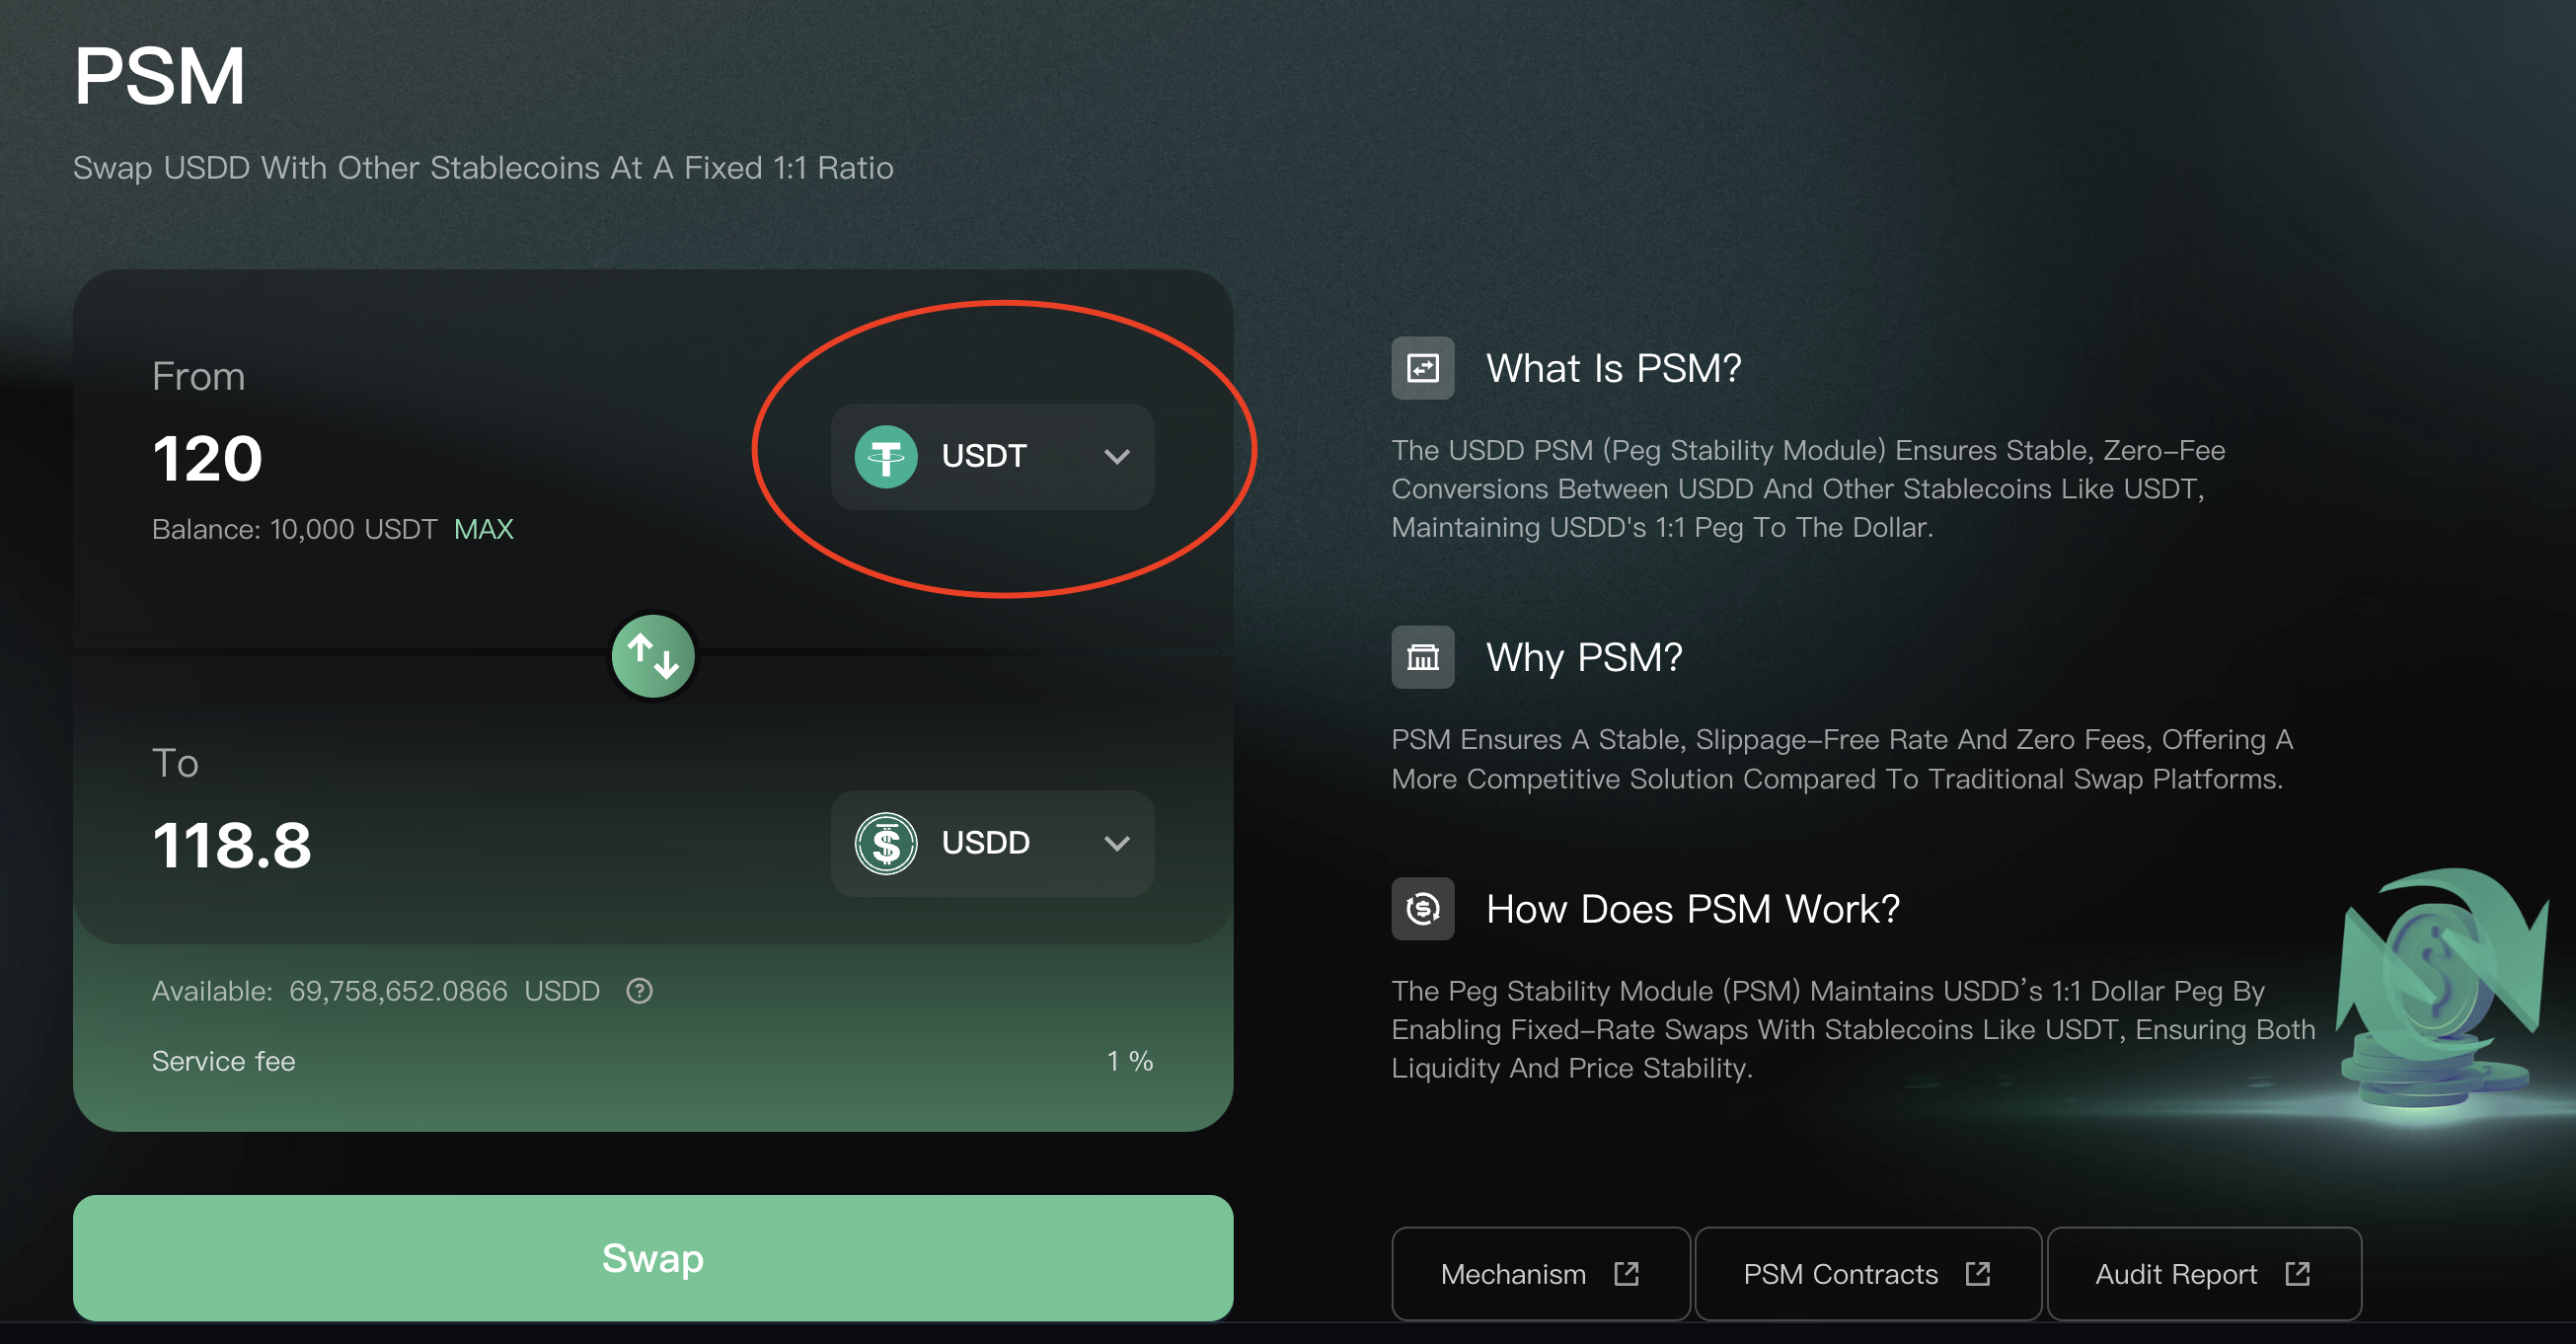 PSM
Swap USDD With Other Stablecoins At A Fixed 1:1 Ratio
From
120
USDT
Balance: 10,000 USDT MAX
To
118.8
USDD
Available: 69,758,652.0866 USDD
Service fee 1 %
Swap
What Is PSM?
The USDD PSM (Peg Stability Module) Ensures Stable, Zero–Fee
Conversions Between USDD And Other Stablecoins Like USDT,
Maintaining USDD's 1:1 Peg To The Dollar.
Why PSM?
PSM Ensures A Stable, Slippage–Free Rate And Zero Fees, Offering A
More Competitive Solution Compared To Traditional Swap Platforms.
How Does PSM Work?
The Peg Stability Module (PSM) Maintains USDD’s 1:1 Dollar Peg By
Enabling Fixed–Rate Swaps With Stablecoins Like USDT, Ensuring Both
Liquidity And Price Stability.
Mechanism
PSM Contracts
Audit Report